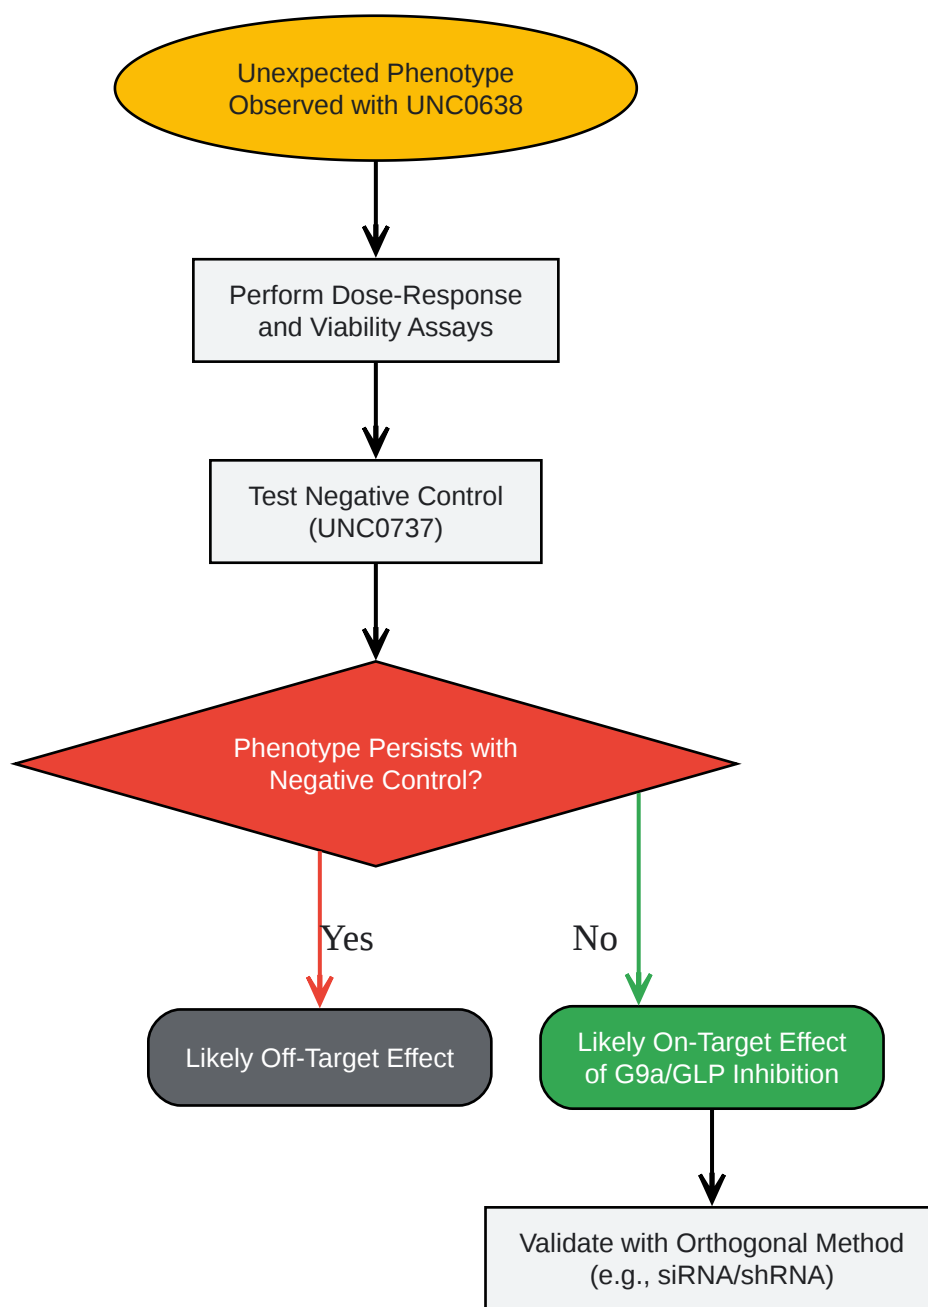 Unexpected Phenotype
Observed with UNC0638
Perform Dose-Response
and Viability Assays
Test Negative Control
(UNC0737)
Phenotype Persists with
Negative Control?
Yes
No
Likely Off-Target Effect
Likely On-Target Effect
of G9a/GLP Inhibition
Validate with Orthogonal Method
(e.g., siRNA/shRNA)